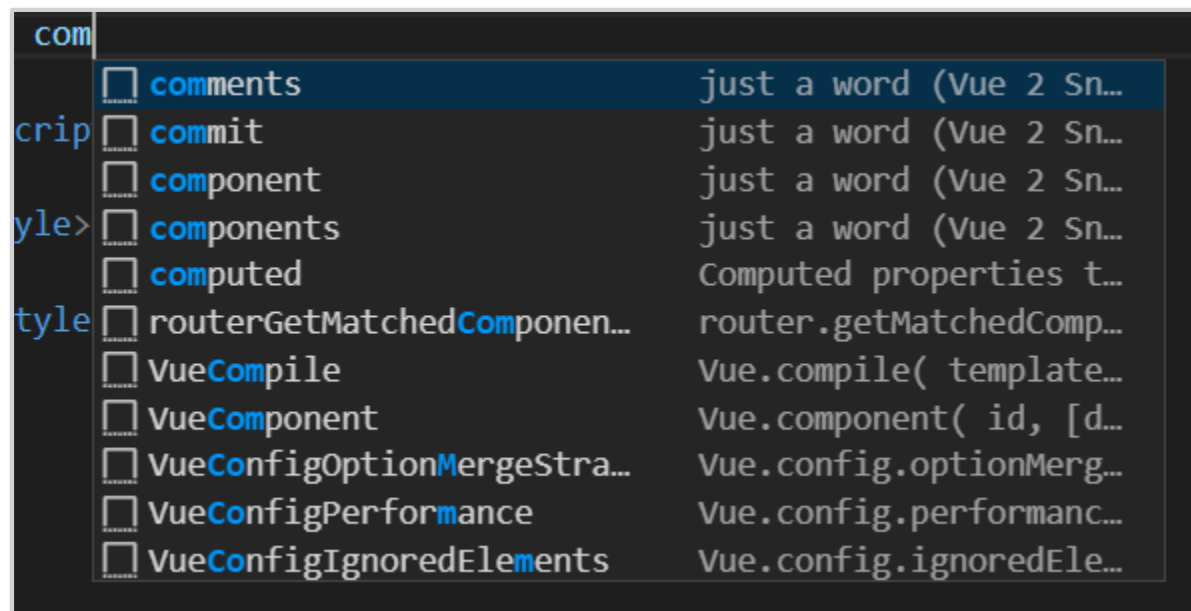 com
comments just a word (Vue 2 Sn…
crip commit just a word (Vue 2 Sn…
component just a word (Vue 2 Sn…
yle> components just a word (Vue 2 Sn…
computed Computed properties t…
tyle routerGetMatchedComponen… router.getMatchedComp…
VueCompile Vue.compile( template…
VueComponent Vue.component( id, [d…
VueConfigOptionMergeStra… Vue.config.optionMerg…
VueConfigPerformance Vue.config.performanc…
VueConfigIgnoredElements Vue.config.ignoredEle…